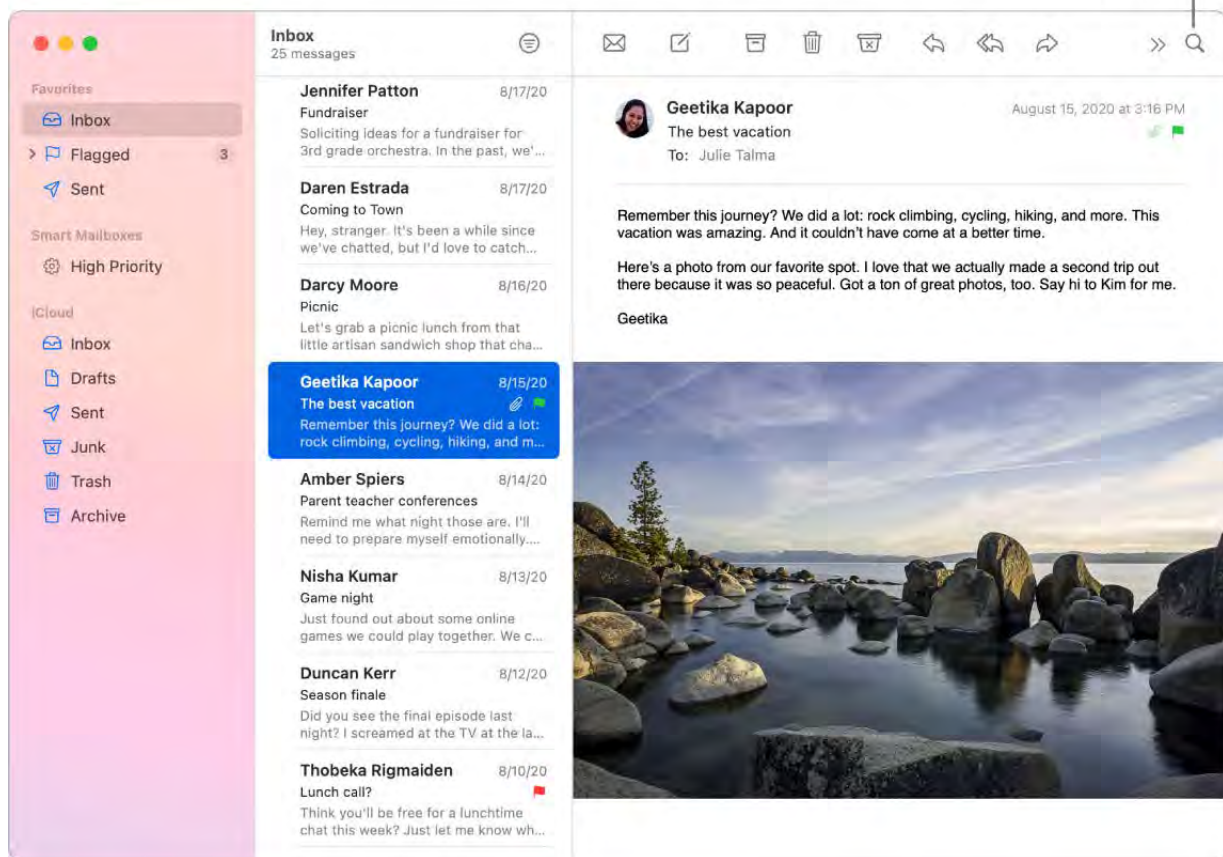 Favorites
Inbox
Flagged 3
Sent
Smart Mailboxes
High Priority
iCloud
Inbox
Drafts
Sent
Junk
Trash
Archive
Inbox
25 messages
Jennifer Patton 8/17/20
Fundraiser
Soliciting ideas for a fundraiser for
3rd grade orchestra. In the past, we'...
Daren Estrada 8/17/20
Coming to Town
Hey, stranger. It's been a while since
we've chatted, but I'd love to catch...
Darcy Moore 8/16/20
Picnic
Let's grab a picnic lunch from that
little artisan sandwich shop that cha...
Geetika Kapoor 8/15/20
The best vacation
Remember this journey? We did a lot:
rock climbing, cycling, hiking, and m...
Amber Spiers 8/14/20
Parent teacher conferences
Remind me what night those are. I'll
need to prepare myself emotionally....
Nisha Kumar 8/13/20
Game night
Just found out about some online
games we could play together. We c...
Duncan Kerr 8/12/20
Season finale
Did you see the final episode last
night? I screamed at the TV at the la...
Thobeka Rigmaiden 8/10/20
Lunch call?
Think you'll be free for a lunchtime
chat this week? Just let me know wh...
Geetika Kapoor August 15, 2020 at 3:16 PM
The best vacation
To: Julie Talma
Remember this journey? We did a lot: rock climbing, cycling, hiking, and more. This
vacation was amazing. And it couldn't have come at a better time.
Here's a photo from our favorite spot. I love that we actually made a second trip out
there because it was so peaceful. Got a ton of great photos, too. Say hi to Kim for me.
Geetika